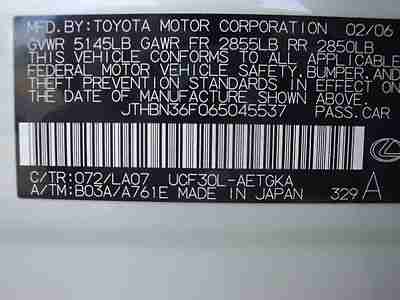 MFD.BY:TOYOTA MOTOR CORPORATION 02/06
GVWR 5145LB GAWR FR 2855LB RR 2850LB
THIS VEHICLE CONFORMS TO ALL APPLICABLE
FEDERAL MOTOR VEHICLE SAFETY, BUMPER, AND
THEFT PREVENTION STANDARDS IN EFFECT ON
THE DATE OF MANUFACTURE SHOWN ABOVE.
JTHBN36F065045537 PASS.CAR
C/TR:072/LA07 UCF30L-AETGKA
A/TM:B03A/A761E MADE IN JAPAN 329 A